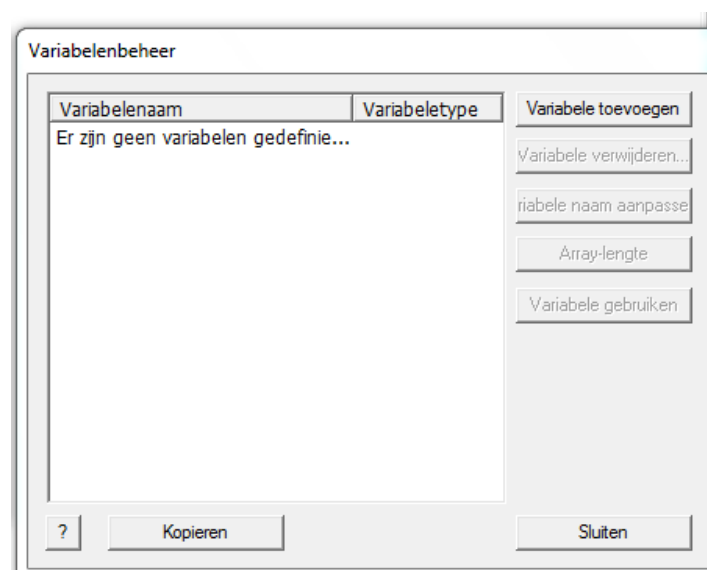 Variabelenbeheer
Variabelenaam Variabeletype
Er zijn geen variabelen gedefinie...
Variabele toevoegen
Variabele verwijderen...
riabele naam aanpasse
Array-lengte
Variabele gebruiken
? Kopieren Sluiten